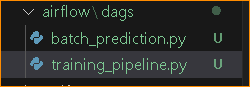 airflow \ dags
batch_prediction.py U
training_pipeline.py U